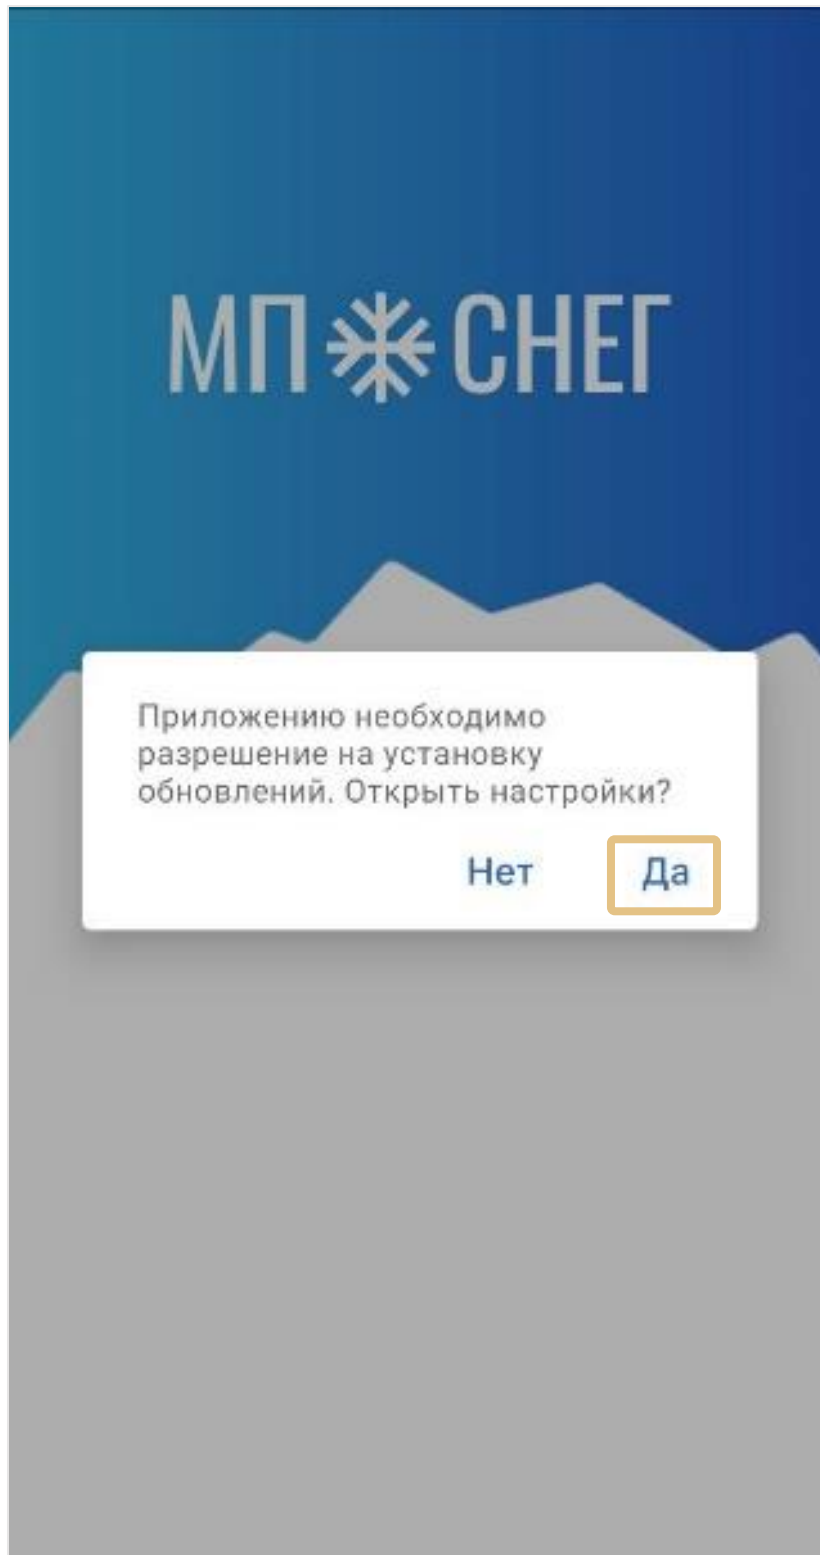 МП СНЕГ
Приложению необходимо
разрешение на установку
обновлений. Открыть настройки?
Нет Да